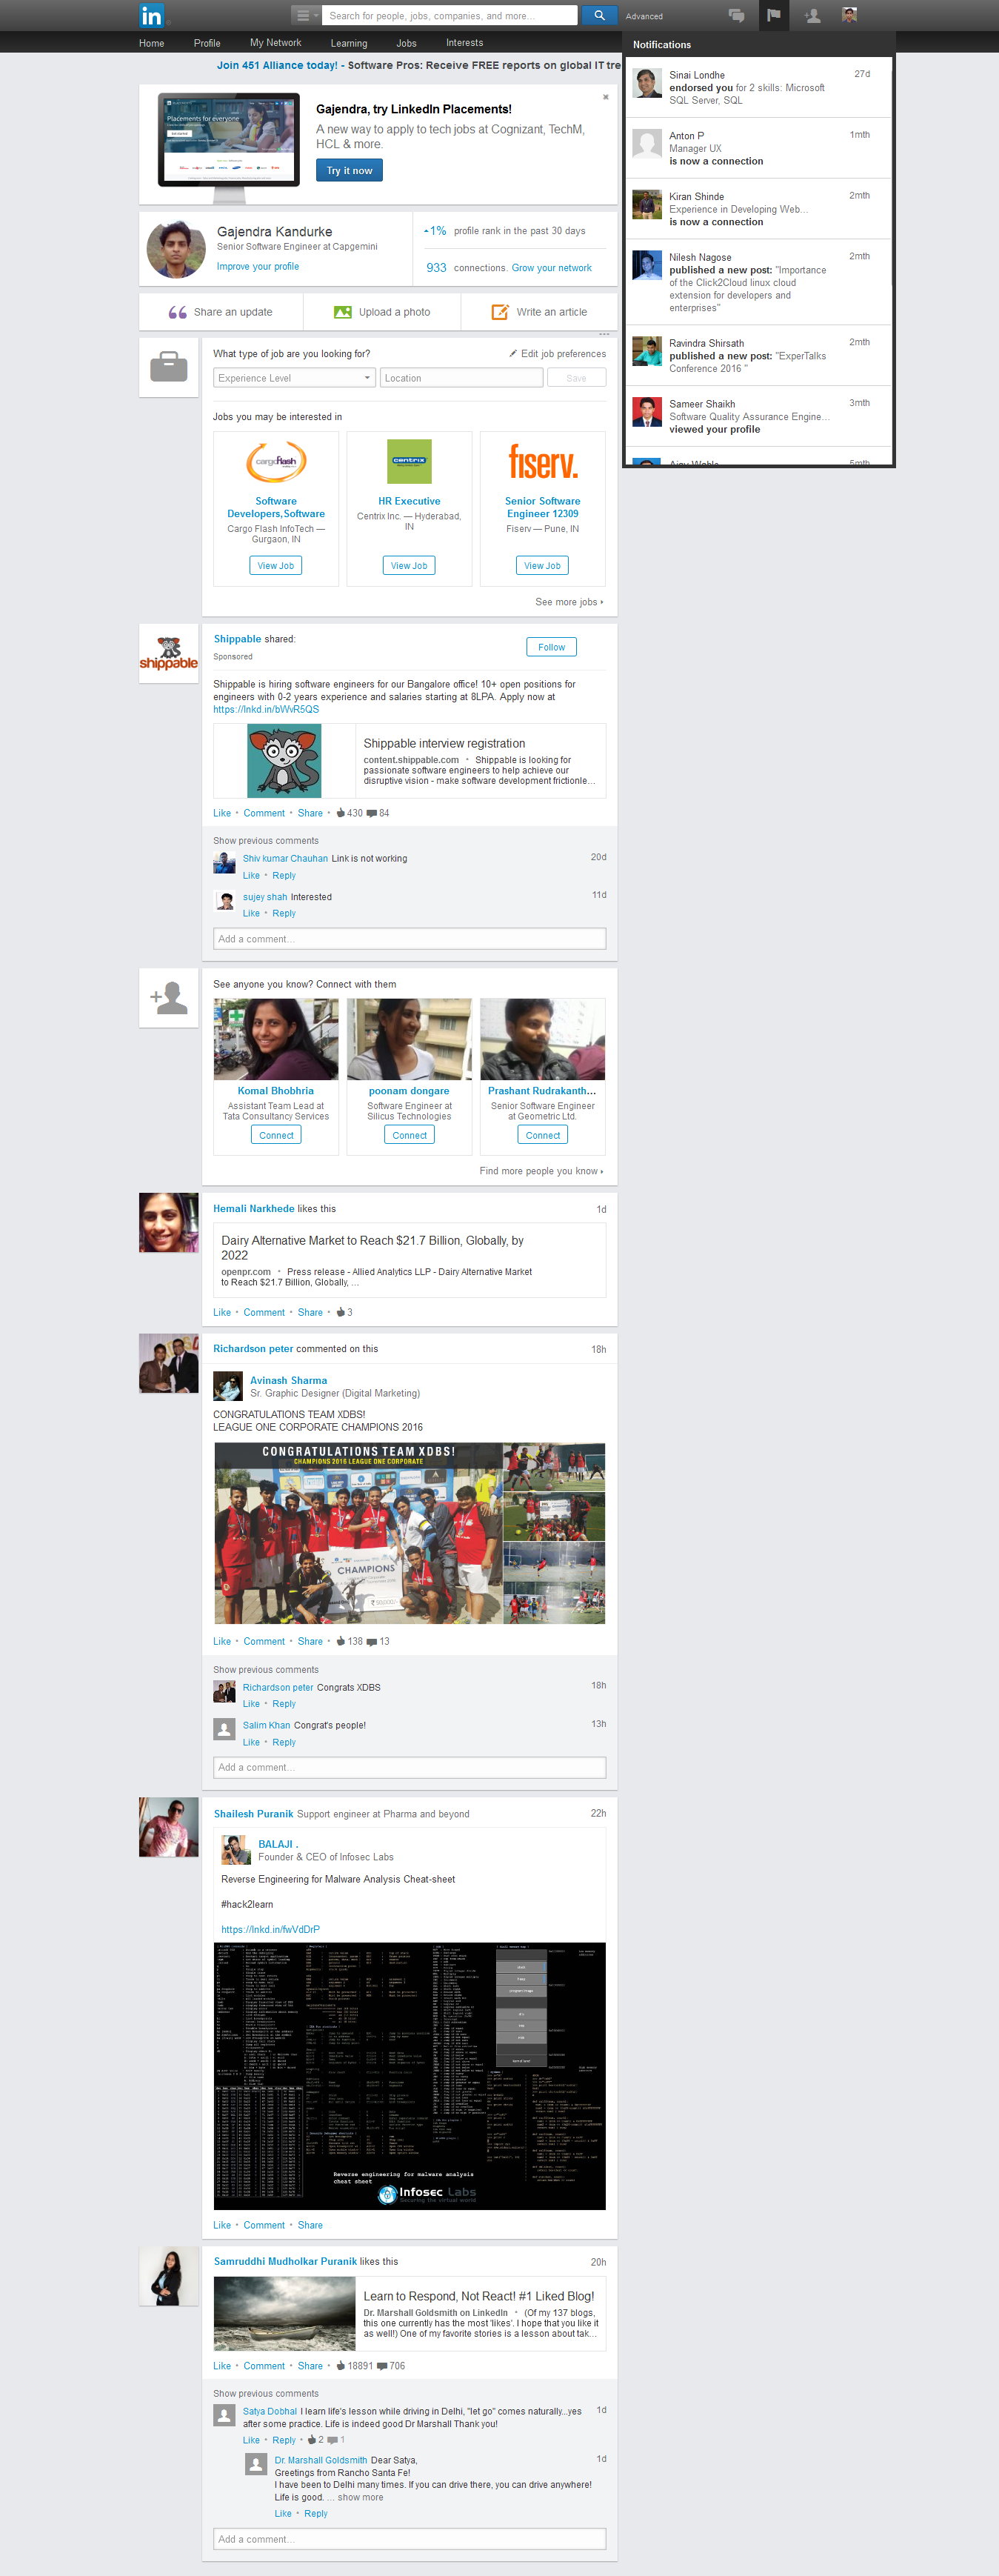 in
Search for people, jobs, companies, and more...
Advanced
Home
Profile
My Network
Learning
Jobs
Interests
Join 451 Alliance today! - Software Pros: Receive FREE reports on global IT tre
Placements for everyone
Gajendra, try LinkedIn Placements!
A new way to apply to tech jobs at Cognizant, TechM,
HCL & more.
Try it now
Gajendra Kandurke
Senior Software Engineer at Capgemini
Improve your profile
1% profile rank in the past 30 days
933 connections. Grow your network
Share an update
Upload a photo
Write an article
Notifications
Sinai Londhe
27d
endorsed you for 2 skills: Microsoft
SQL Server, SQL
Anton P
1mth
Manager UX
is now a connection
Kiran Shinde
2mth
Experience in Developing Web...
is now a connection
Nilesh Nagose
2mth
published a new post: "Importance
of the Click2Cloud linux cloud
extension for developers and
enterprises"
Ravindra Shirsath
2mth
published a new post: "ExperTalks
Conference 2016 "
Sameer Shaikh
3mth
Software Quality Assurance Engine...
viewed your profile
5mth
What type of job are you looking for?
Edit job preferences
Experience Level
Location
Save
Jobs you may be interested in
cargoflash
centrix
fiserv.
Software
Developers,Software
Cargo Flash InfoTech —
Gurgaon, IN
View Job
HR Executive
Centrix Inc. — Hyderabad,
IN
View Job
Senior Software
Engineer 12309
Fiserv — Pune, IN
View Job
See more jobs
shippable
Shippable shared:
Sponsored
Follow
Shippable is hiring software engineers for our Bangalore office! 10+ open positions for
engineers with 0-2 years experience and salaries starting at 8LPA. Apply now at
https://lnkd.in/bWvR5QS
Shippable interview registration
content.shippable.com • Shippable is looking for
passionate software engineers to help achieve our
disruptive vision - make software development frictionle...
Like • Comment • Share • 430 84
Show previous comments
Shiv kumar Chauhan Link is not working
20d
Like • Reply
sujey shah Interested
11d
Like • Reply
Add a comment...
See anyone you know? Connect with them
Komal Bhobhria
Assistant Team Lead at
Tata Consultancy Services
Connect
poonam dongare
Software Engineer at
Silicus Technologies
Connect
Prashant Rudrakanth...
Senior Software Engineer
at Geometric Ltd.
Connect
Find more people you know
Hemali Narkhede likes this
1d
Dairy Alternative Market to Reach $21.7 Billion, Globally, by
2022
openpr.com • Press release - Allied Analytics LLP - Dairy Alternative Market
to Reach $21.7 Billion, Globally, ...
Like • Comment • Share • 3
Richardson peter commented on this
18h
Avinash Sharma
Sr. Graphic Designer (Digital Marketing)
CONGRATULATIONS TEAM XDBS!
LEAGUE ONE CORPORATE CHAMPIONS 2016
CONGRATULATIONS TEAM XDBS!
CHAMPIONS 2016 LEAGUE ONE CORPORATE
CHAMPIONS
Like • Comment • Share • 138 13
Show previous comments
Richardson peter Congrats XDBS
18h
Like • Reply
Salim Khan Congrat's people!
13h
Like • Reply
Add a comment...
Shailesh Puranik Support engineer at Pharma and beyond
22h
BALAJI .
Founder & CEO of Infosec Labs
Reverse Engineering for Malware Analysis Cheat-sheet
#hack2learn
https://lnkd.in/fwVdDrP
Reverse engineering for malware analysis
cheat sheet
Infosec Labs
Securing the virtual world
Like • Comment • Share
Samruddhi Mudholkar Puranik likes this
20h
Learn to Respond, Not React! #1 Liked Blog!
Dr. Marshall Goldsmith on LinkedIn • (Of my 137 blogs,
this one currently has the most 'likes'. I hope that you like it
as well!) One of my favorite stories is a lesson about tak...
Like • Comment • Share • 18891 706
Show previous comments
Satya Dobhal I learn life's lesson while driving in Delhi, "let go" comes naturally...yes
1d
after some practice. Life is indeed good Dr Marshall Thank you!
Like • Reply • 2 1
Dr. Marshall Goldsmith Dear Satya,
1d
Greetings from Rancho Santa Fe!
I have been to Delhi many times. If you can drive there, you can drive anywhere!
Life is good. ... show more
Like • Reply
Add a comment...